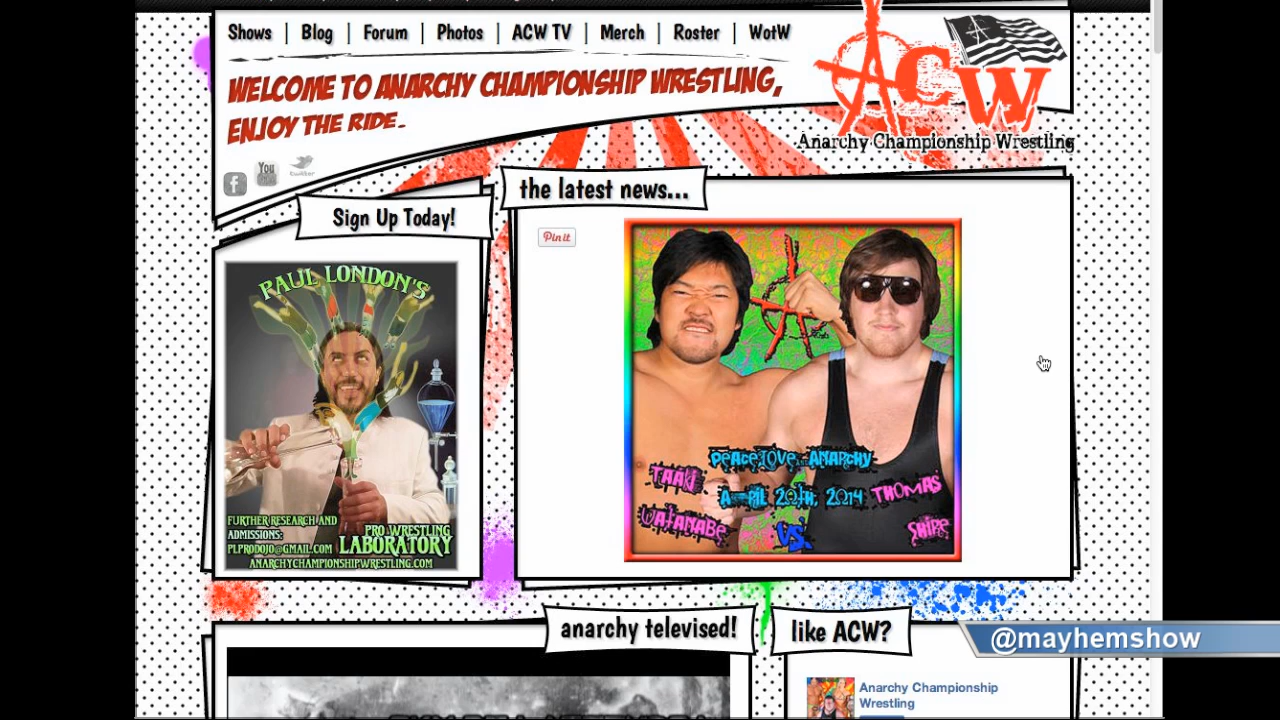 Shows | Blog | Forum | Photos | ACW TV | Merch | Roster | WotW
WELCOME TO ANARCHY CHAMPIONSHIP WRESTLING,
ENJOY THE RIDE.
ACW
Anarchy Championship Wrestling
You
twitter
f
the latest news...
Sign Up Today!
Pin it
PAUL LONDON'S
FURTHER RESEARCH AND
ADMISSIONS:
PLPRODOJO@GMAIL.COM
PRO WRESTLING
LABORATORY
ANARCHYCHAMPIONSHIPWRESTLING.COM
PEACE, LOVE, ANARCHY
APRIL 20th, 2014
TAAKI
WATANABE
VS.
THOMAS
SHIRE
anarchy televised!
like ACW?
@mayhemshow
Anarchy Championship
Wrestling